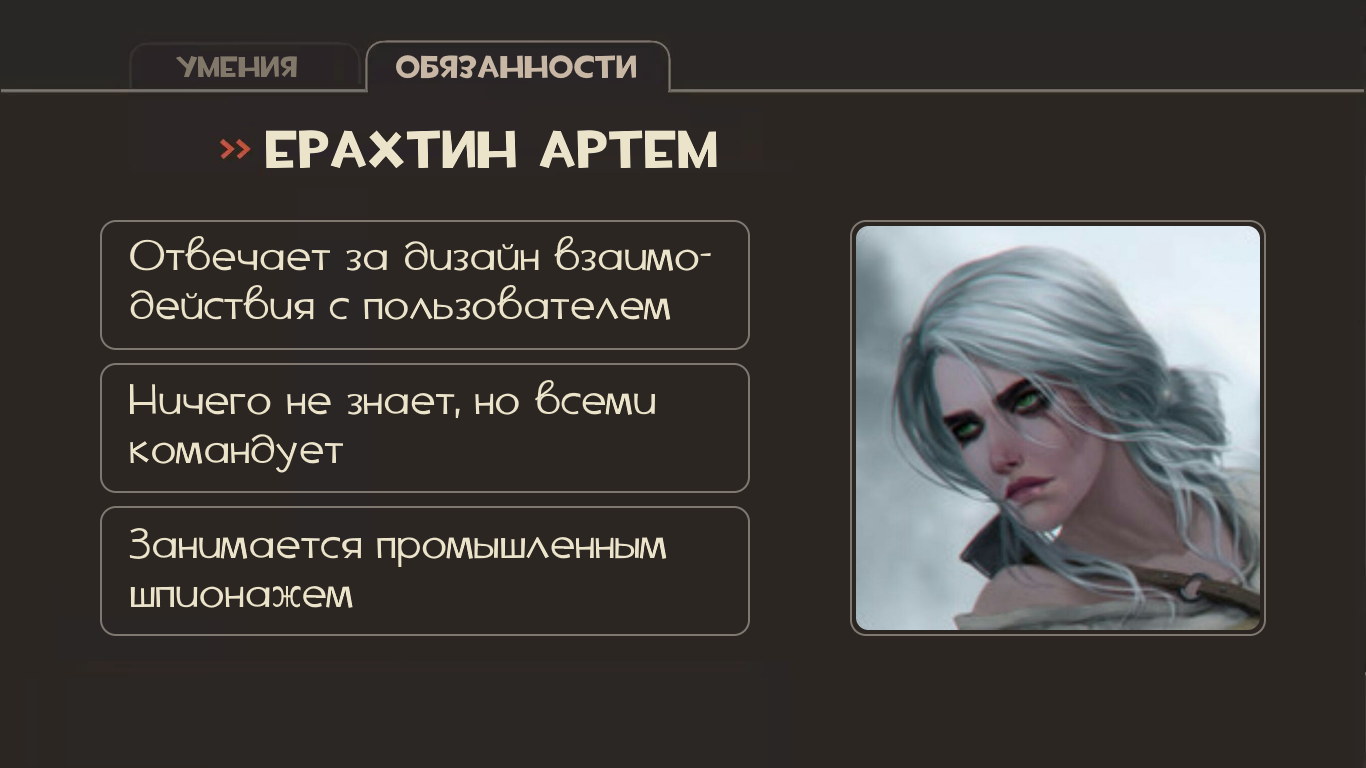 УМЕНИЯ
ОБЯЗАННОСТИ
>> ЕРАХТИН АРТЕМ
Отвечает за дизайн взаимо-
действия с пользователем
Ничего не знает, но всеми
командует
Занимается промышленным
шпионажем